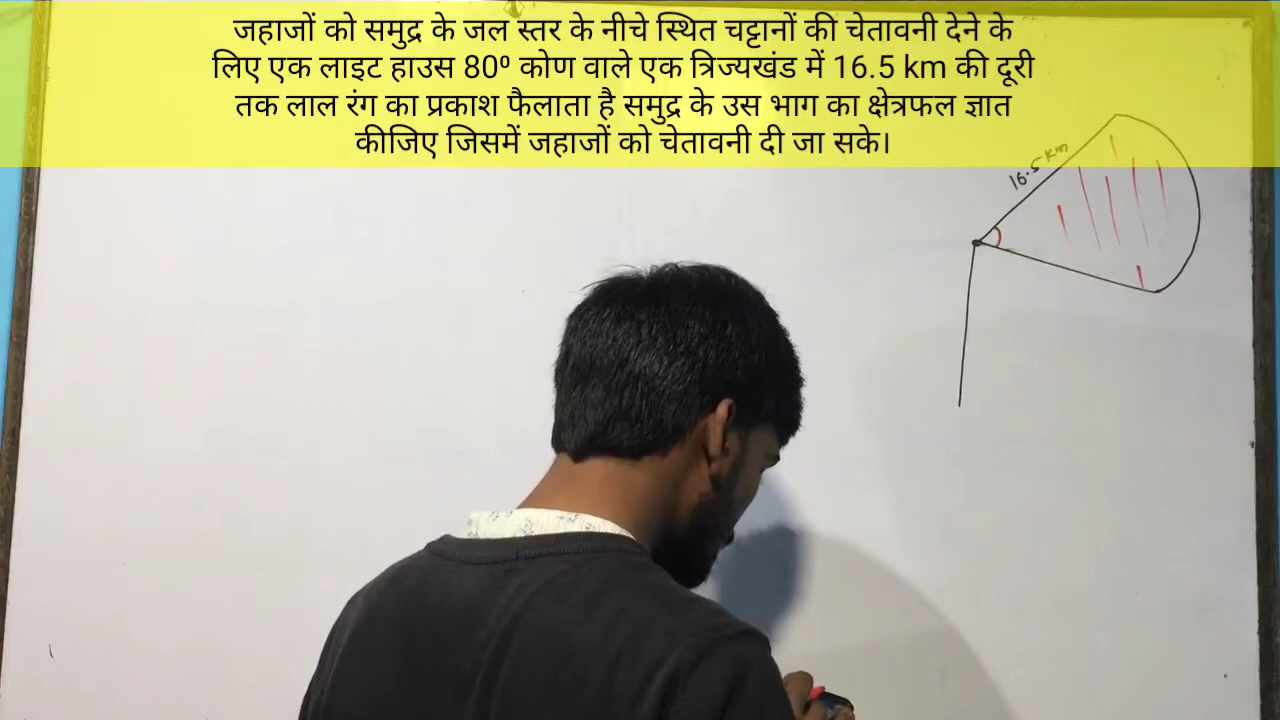 जहाजों को समुद्र के जल स्तर के नीचे स्थित चट्टानों की चेतावनी देने के
लिए एक लाइट हाउस 80º कोण वाले एक त्रिज्यखंड में 16.5 km की दूरी
तक लाल रंग का प्रकाश फैलाता है समुद्र के उस भाग का क्षेत्रफल ज्ञात
कीजिए जिसमें जहाजों को चेतावनी दी जा सके।
16.5 km